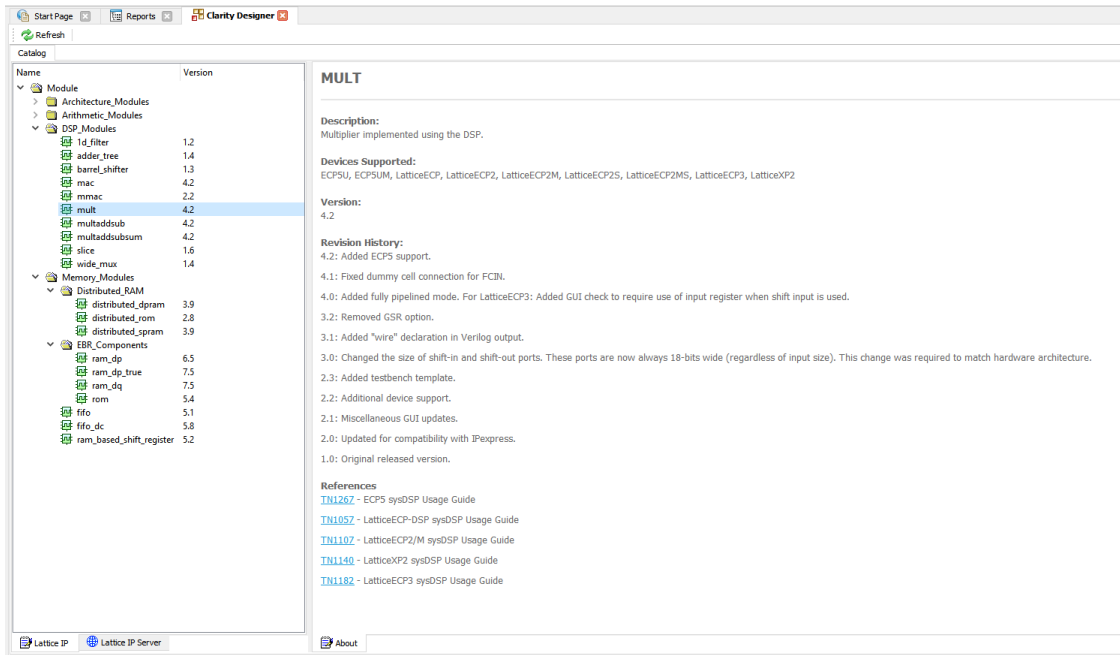 Start Page Reports Clarity Designer
Refresh
Catalog
Name Version
Module
Architecture_Modules
Arithmetic_Modules
DSP_Modules
1d_filter 1.2
adder_tree 1.4
barrel_shifter 1.3
mac 4.2
mmac 2.2
mult 4.2
multaddsub 4.2
multaddsubsum 4.2
slice 1.6
wide_mux 1.4
Memory_Modules
Distributed_RAM
distributed_dpram 3.9
distributed_rom 2.8
distributed_spram 3.9
EBR_Components
ram_dp 6.5
ram_dp_true 7.5
ram_dq 7.5
rom 5.4
fifo 5.1
fifo_dc 5.8
ram_based_shift_register 5.2
Lattice IP Lattice IP Server
MULT
Description:
Multiplier implemented using the DSP.
Devices Supported:
ECP5U, ECP5UM, LatticeECP, LatticeECP2, LatticeECP2M, LatticeECP2S, LatticeECP2MS, LatticeECP3, LatticeXP2
Version:
4.2
Revision History:
4.2: Added ECP5 support.
4.1: Fixed dummy cell connection for FCIN.
4.0: Added fully pipelined mode. For LatticeECP3: Added GUI check to require use of input register when shift input is used.
3.2: Removed GSR option.
3.1: Added "wire" declaration in Verilog output.
3.0: Changed the size of shift-in and shift-out ports. These ports are now always 18-bits wide (regardless of input size). This change was required to match hardware architecture.
2.3: Added testbench template.
2.2: Additional device support.
2.1: Miscellaneous GUI updates.
2.0: Updated for compatibility with IPexpress.
1.0: Original released version.
References
TN1267 - ECP5 sysDSP Usage Guide
TN1057 - LatticeECP-DSP sysDSP Usage Guide
TN1107 - LatticeECP2/M sysDSP Usage Guide
TN1140 - LatticeXP2 sysDSP Usage Guide
TN1182 - LatticeECP3 sysDSP Usage Guide
About